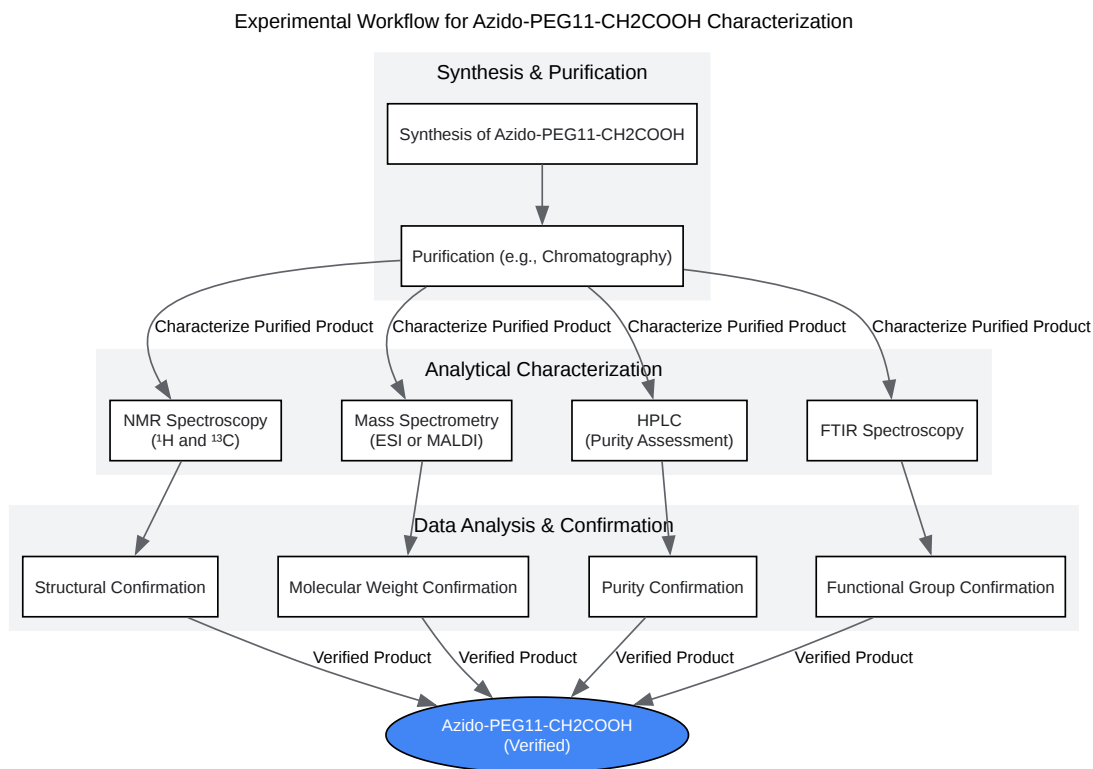 Experimental Workflow for Azido-PEG11-CH2COOH Characterization
Synthesis & Purification
Synthesis of Azido-PEG11-CH2COOH
Purification (e.g., Chromatography)
Characterize Purified Product
Characterize Purified Product
Characterize Purified Product
Characterize Purified Product
Analytical Characterization
NMR Spectroscopy
(¹H and ¹³C)
Mass Spectrometry
(ESI or MALDI)
HPLC
(Purity Assessment)
FTIR Spectroscopy
Data Analysis & Confirmation
Structural Confirmation
Molecular Weight Confirmation
Purity Confirmation
Functional Group Confirmation
Verified Product
Verified Product
Verified Product
Verified Product
Azido-PEG11-CH2COOH
(Verified)